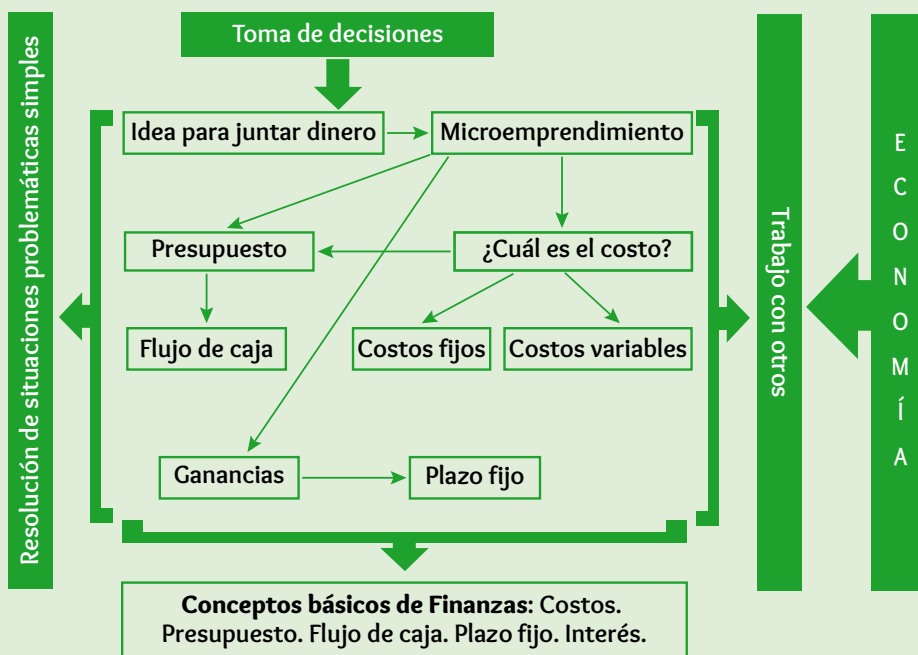 Toma de decisiones
Resolución de situaciones problemáticas simples
Idea para juntar dinero
Microemprendimiento
Presupuesto
¿Cuál es el costo?
Flujo de caja
Costos fijos
Costos variables
Ganancias
Plazo fijo
Conceptos básicos de Finanzas: Costos.
Presupuesto. Flujo de caja. Plazo fijo. Interés.
Trabajo con otros
ECONOMÍA